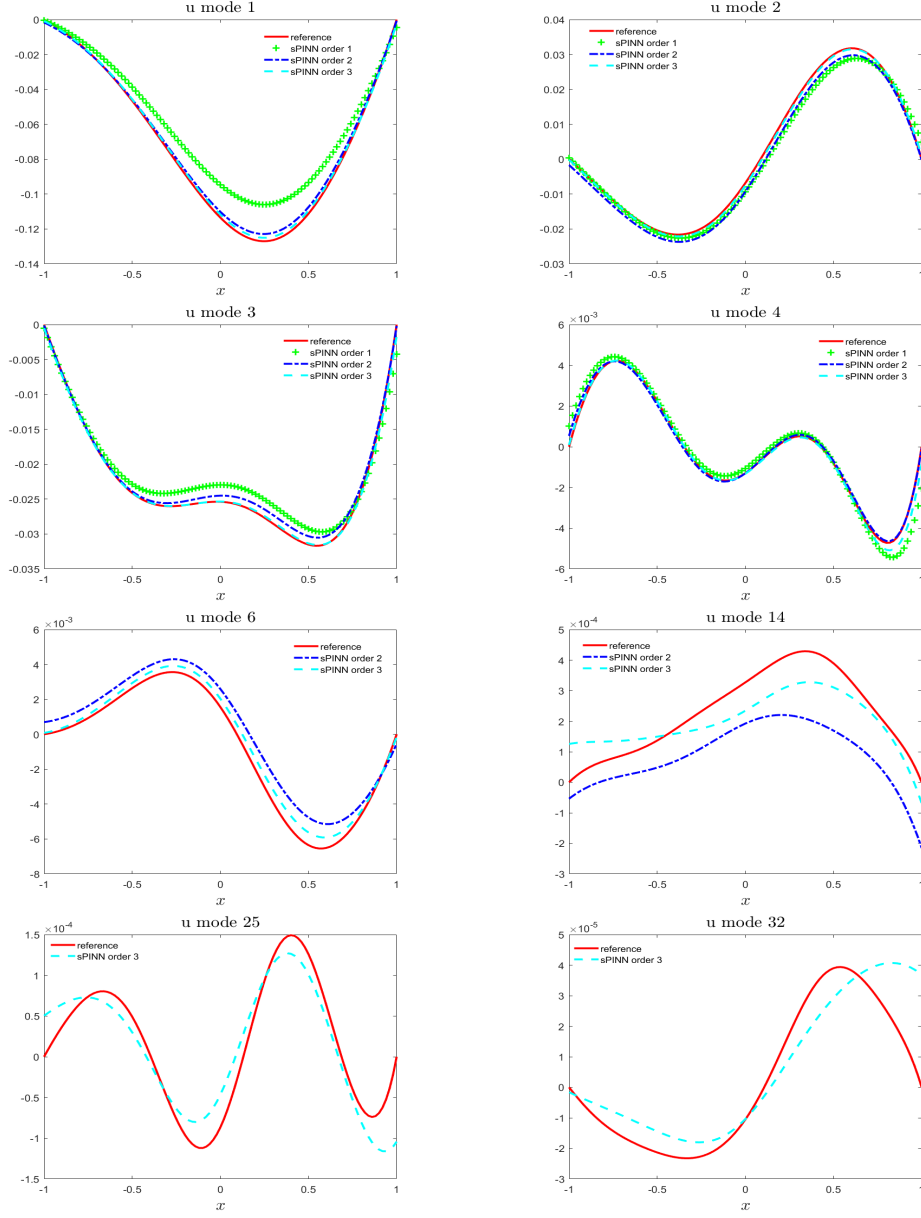 u mode 1
0
-0.02
-0.04
-0.06
-0.08
-0.1
-0.12
-0.14
-1 -0.5 0 0.5 1
x
reference
sPINN order 1
sPINN order 2
sPINN order 3
u mode 2
0.04
0.03
0.02
0.01
0
-0.01
-0.02
-0.03
-1 -0.5 0 0.5 1
x
reference
sPINN order 1
sPINN order 2
sPINN order 3
u mode 3
0
-0.005
-0.01
-0.015
-0.02
-0.025
-0.03
-0.035
-1 -0.5 0 0.5 1
x
reference
sPINN order 1
sPINN order 2
sPINN order 3
u mode 4
×10-3
6
4
2
0
-2
-4
-6
-1 -0.5 0 0.5 1
x
reference
sPINN order 1
sPINN order 2
sPINN order 3
u mode 6
×10-3
6
4
2
0
-2
-4
-6
-8
-1 -0.5 0 0.5 1
x
reference
sPINN order 2
sPINN order 3
u mode 14
×10-4
5
4
3
2
1
0
-1
-2
-3
-1 -0.5 0 0.5 1
x
reference
sPINN order 2
sPINN order 3
u mode 25
×10-4
1.5
1
0.5
0
-0.5
-1
-1.5
-1 -0.5 0 0.5 1
x
reference
sPINN order 3
u mode 32
×10-5
5
4
3
2
1
0
-1
-2
-3
-1 -0.5 0 0.5 1
x
reference
sPINN order 3